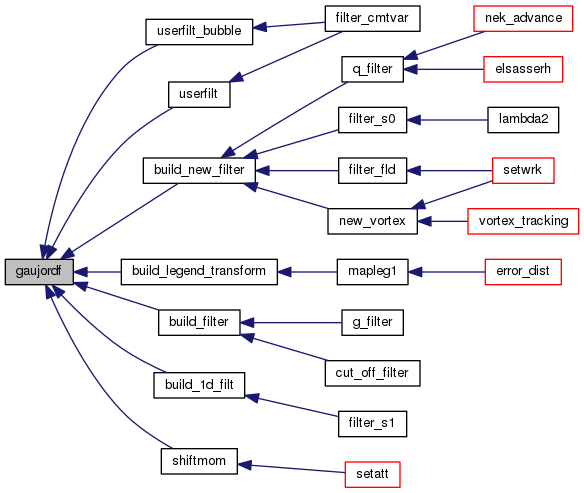 userfilt_bubble
filter_cmtvar
nek_advance
q_filter
elsasserh
userfilt
filter_s0
lambda2
build_new_filter
filter_fld
setwrk
new_vortex
vortex_tracking
gaujordf
build_legend_transform
mapleg1
error_dist
build_filter
g_filter
cut_off_filter
build_1d_filt
filter_s1
shiftmom
setatt